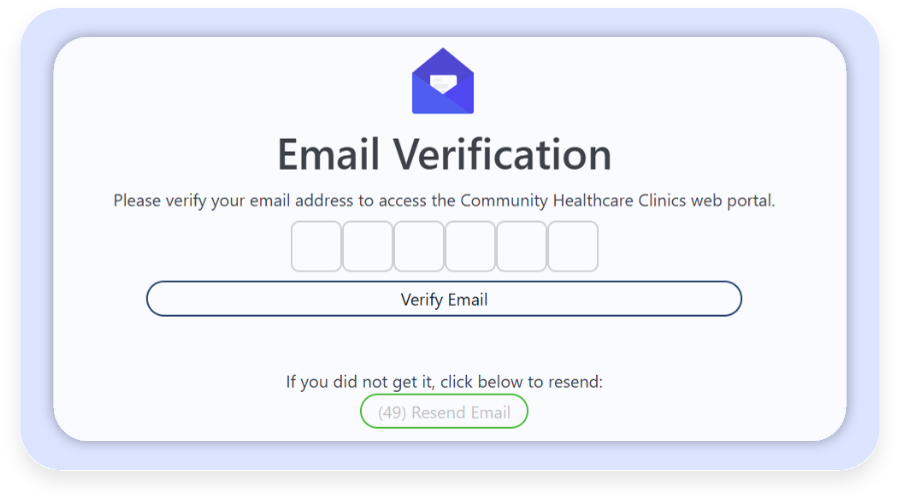 Email Verification
Please verify your email address to access the Community Healthcare Clinics web portal.
Verify Email
If you did not get it, click below to resend:
(49) Resend Email